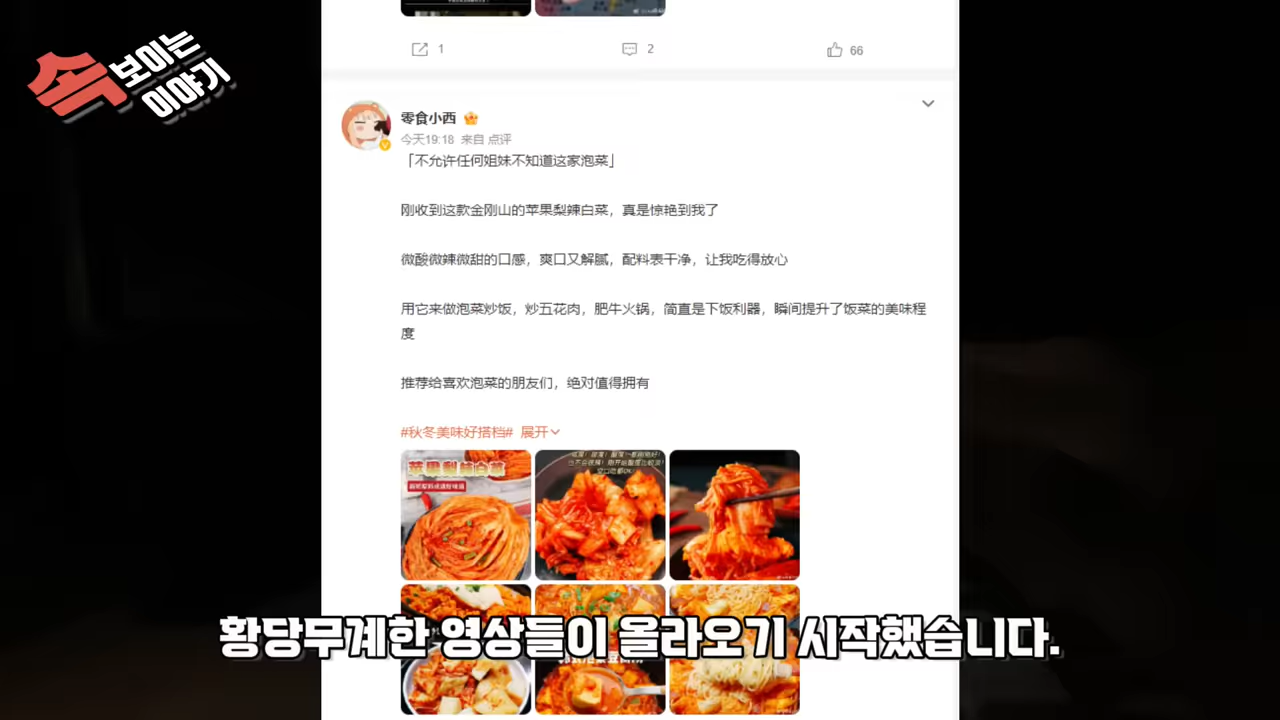 속
보이는
이야기
1
2
66
零食小西
今天19:18 来自 点评
「不允许任何姐妹不知道这家泡菜」
刚收到这款金刚山的苹果梨辣白菜，真是惊艳到我了
微酸微辣微甜的口感，爽口又解腻，配料表干净，让我吃得放心
用它来做泡菜炒饭，炒五花肉，肥牛火锅，简直是下饭利器，瞬间提升了饭菜的美味程
度
推荐给喜欢泡菜的朋友们，绝对值得拥有
#秋冬美味好搭档# 展开
苹果梨辣白菜
황당무계한 영상들이 올라오기 시작했습니다.